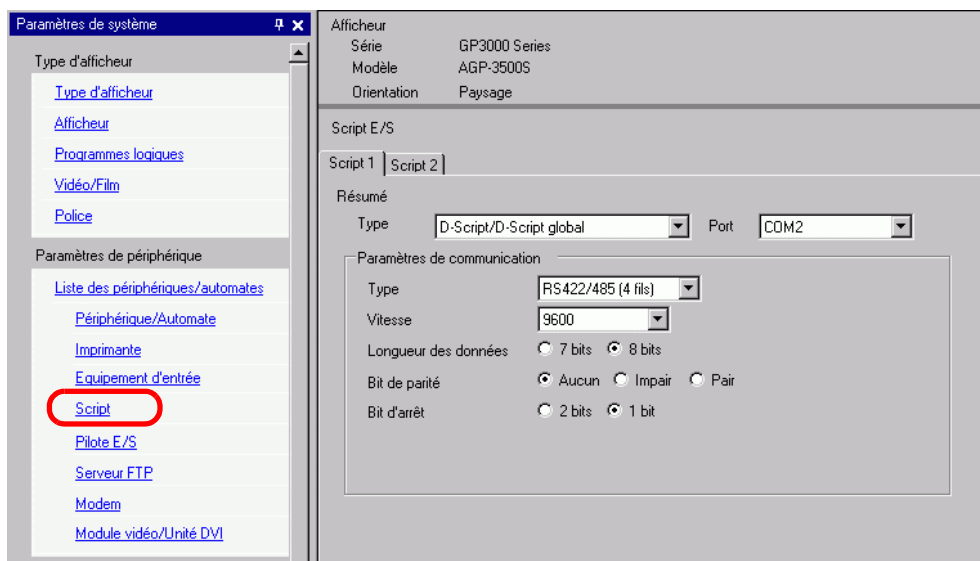 Paramètres de système
Type d'afficheur
Type d'afficheur
Afficheur
Programmes logiques
Vidéo/Film
Police
Paramètres de périphérique
Liste des périphériques/automates
Périphérique/Automate
Imprimante
Equipement d'entrée
Script
Pilote E/S
Serveur FTP
Modem
Module vidéo/Unité DVI
Afficheur
Série GP3000 Series
Modèle AGP-3500S
Orientation Paysage
Script E/S
Script 1 Script 2
Résumé
Type D-Script/D-Script global Port COM2
Paramètres de communication
Type RS422/485 (4 fils)
Vitesse 9600
Longueur des données 7 bits 8 bits
Bit de parité Aucun Impair Pair
Bit d'arrêt 2 bits 1 bit